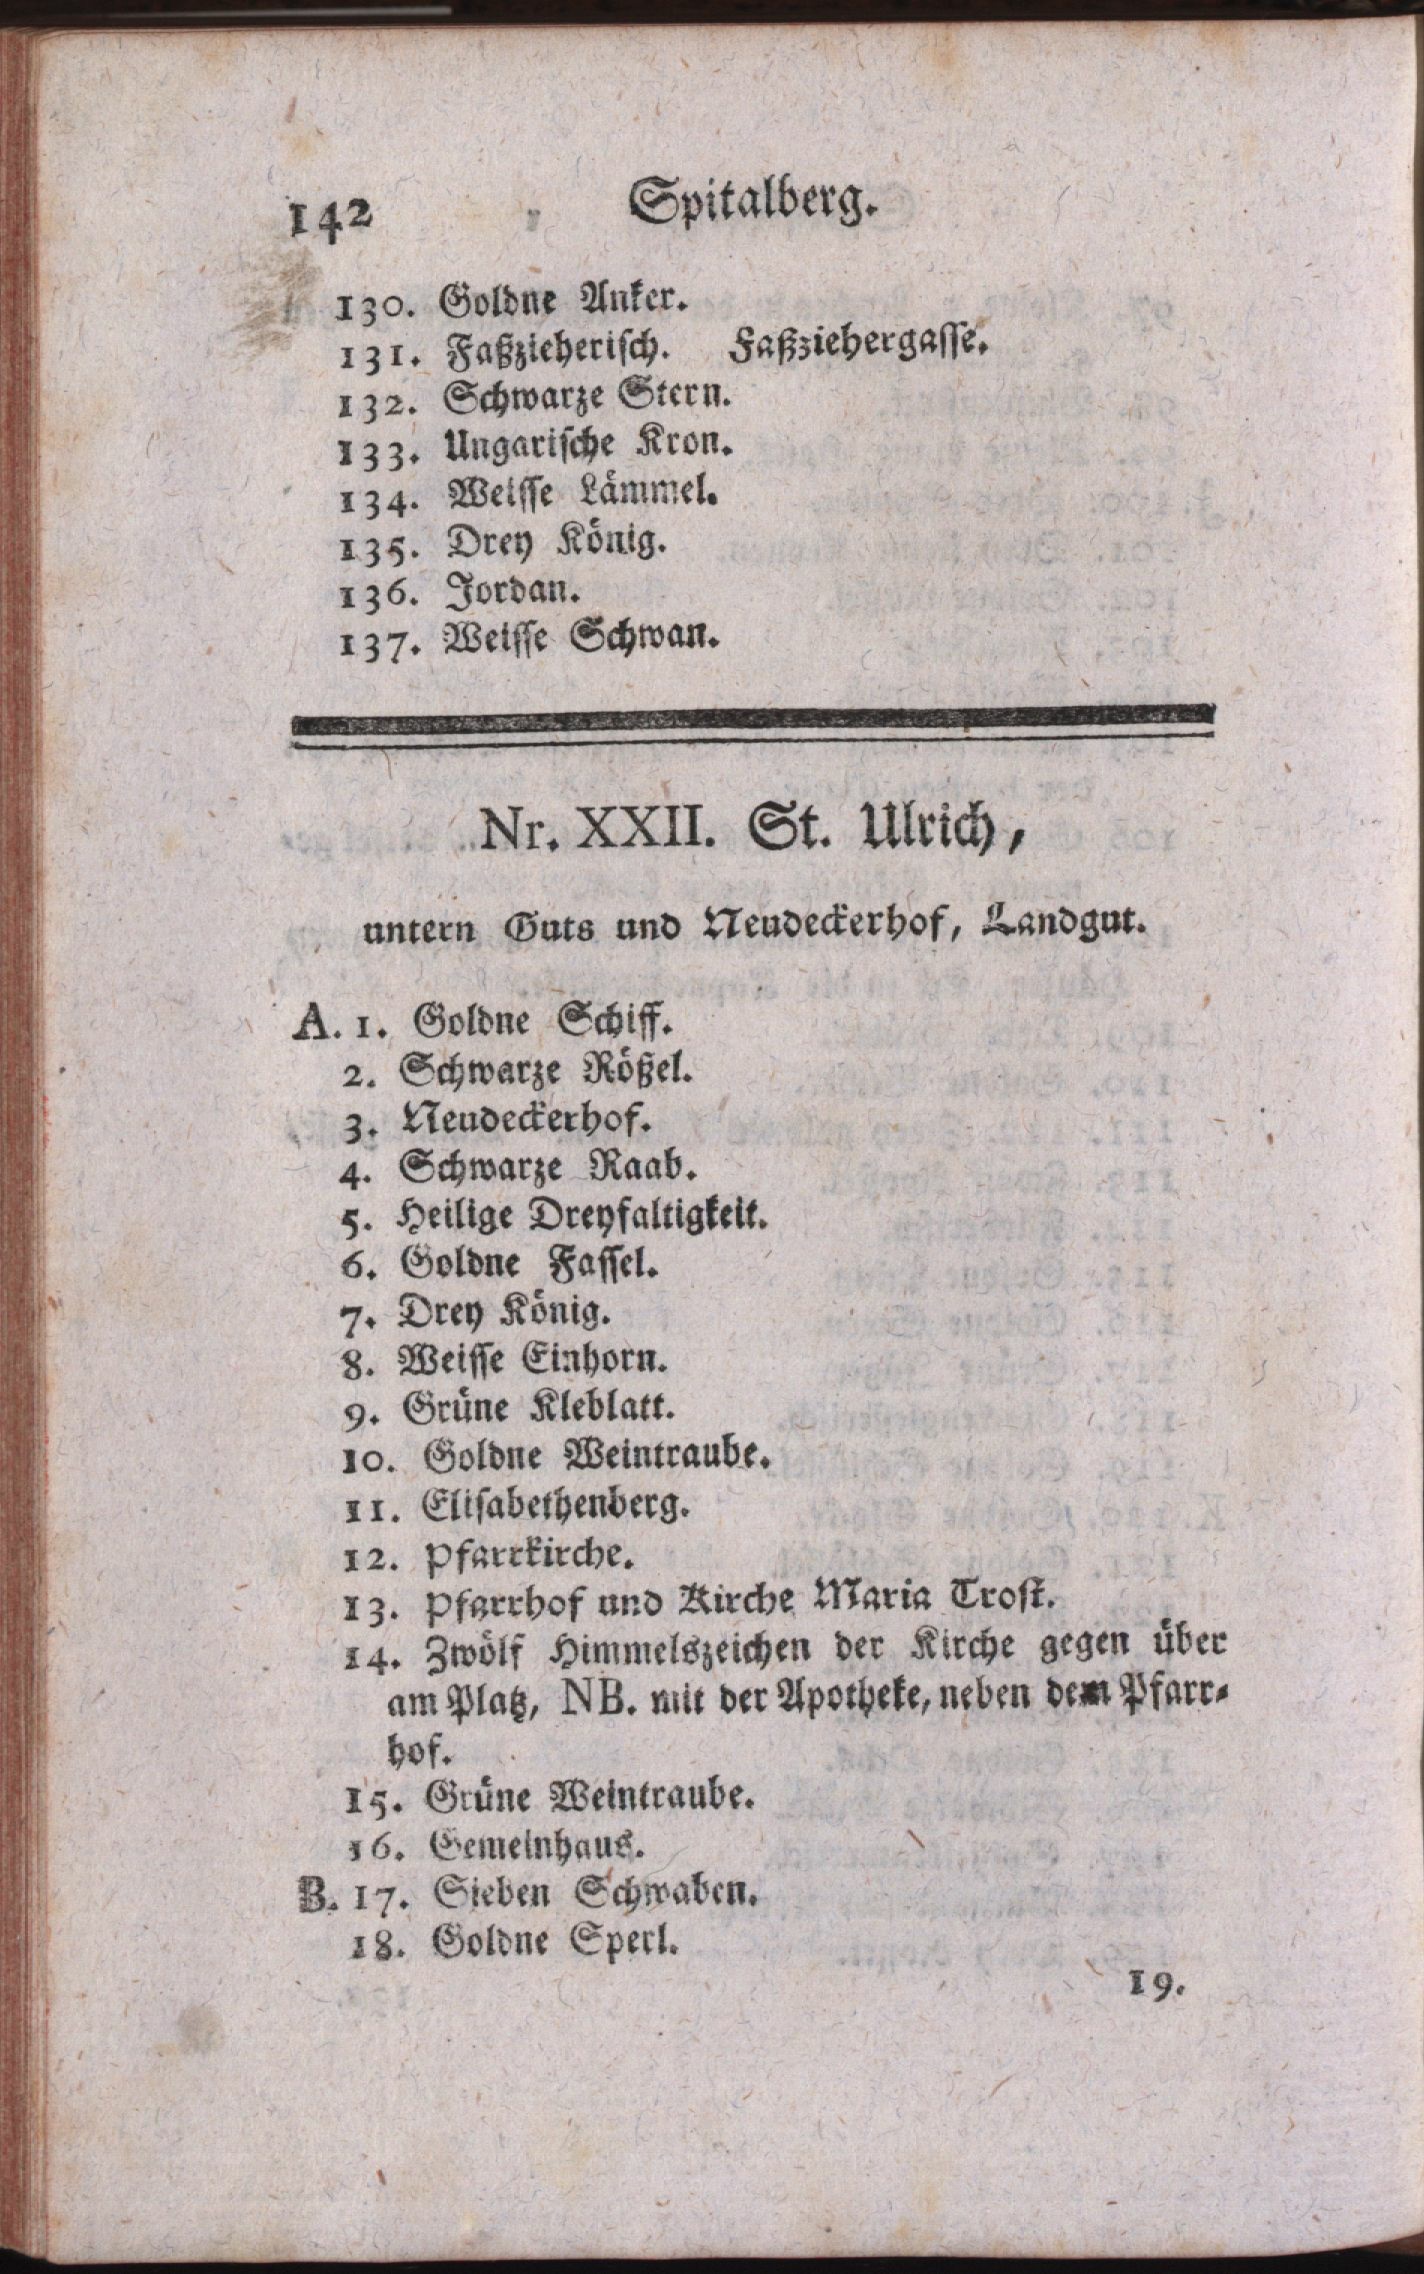 142 Spitalberg.
130. Goldne Anker.
131. Faßzieherisch. Faßziehergasse.
132. Schwarze Stern.
133. Ungarische Kron.
134. Weisse Lämmel.
135. Drey König.
136. Jordan.
137. Weisse Schwan.
Nr. XXII. St. Ulrich,
untern Guts und Neudeckerhof, Landgut.
A. 1. Goldne Schiff.
2. Schwarze Rößel.
3. Neudeckerhof.
4. Schwarze Raab.
5. Heilige Dreyfaltigkeit.
6. Goldne Fassel.
7. Drey König.
8. Weisse Einhorn.
9. Grüne Kleblatt.
10. Goldne Weintraube.
11. Elisabethenberg.
12. Pfarrkirche.
13. Pfarrhof und Kirche Maria Trost.
14. Zwölf Himmelszeichen der Kirche gegen über
am Platz, NB. mit der Apotheke, neben dem Pfarr-
hof.
15. Grüne Weintraube.
16. Gemeinhaus.
B. 17. Sieben Schwaben.
18. Goldne Sperl.
19.